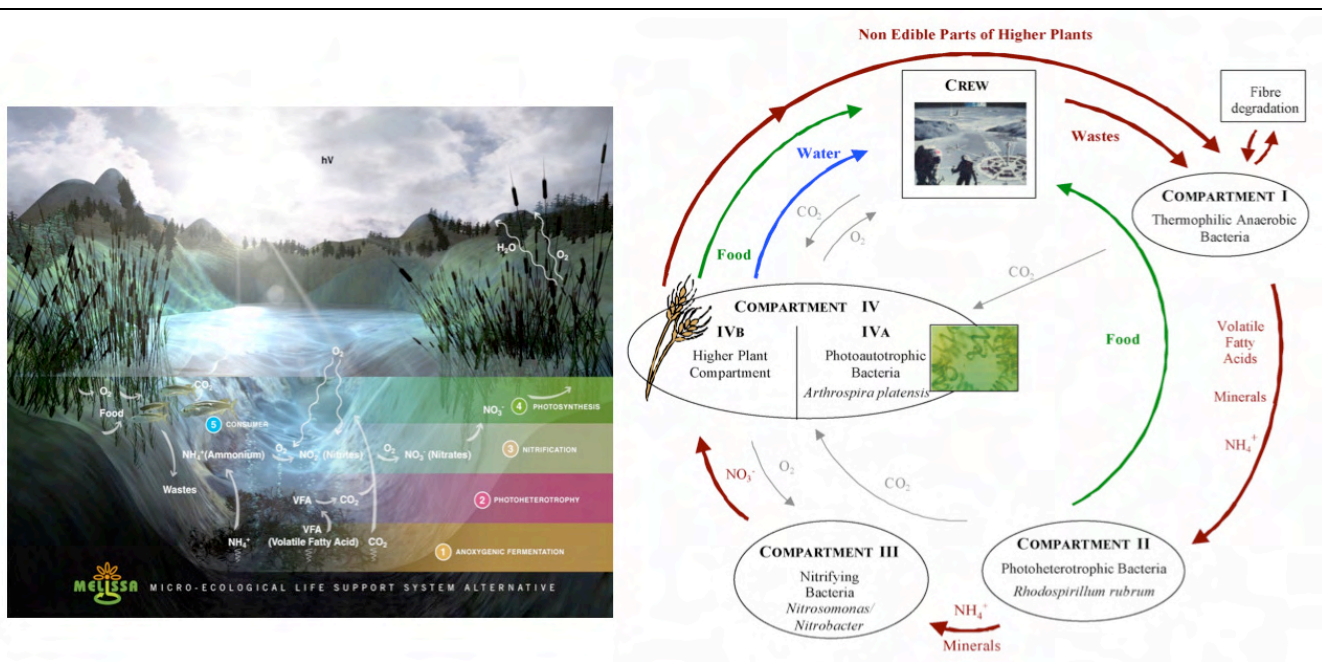 hV
H₂O
O₂
O₂
O₂
CO₂
Food
5 CONSUMER
NO₃⁻
4 PHOTOSYNTHESIS
O₂
O₂
NH₄⁺(Ammonium)
NO₂⁻(Nitrites)
NO₃⁻(Nitrates)
3 NITRIFICATION
Wastes
VFA
CO₂
2 PHOTOHETEROTROPHY
VFA
NH₄⁺
(Volatile Fatty Acid)
CO₂
1 ANOXYGENIC FERMENTATION
MELISSA
MICRO-ECOLOGICAL LIFE SUPPORT SYSTEM ALTERNATIVE
Non Edible Parts of Higher Plants
CREW
Fibre
degradation
Wastes
Water
COMPARTMENT I
Thermophilic Anaerobic
Bacteria
CO₂
O₂
Food
CO₂
COMPARTMENT IV
IVB
Higher Plant
Compartment
IVA
Photoautotrophic
Bacteria
Arthrospira platensis
Food
Volatile
Fatty
Acids
Minerals
NH₄⁺
NO₃⁻
O₂
CO₂
COMPARTMENT III
Nitrifying
Bacteria
Nitrosomonas/
Nitrobacter
COMPARTMENT II
Photoheterotrophic Bacteria
Rhodospirillum rubrum
NH₄⁺
Minerals